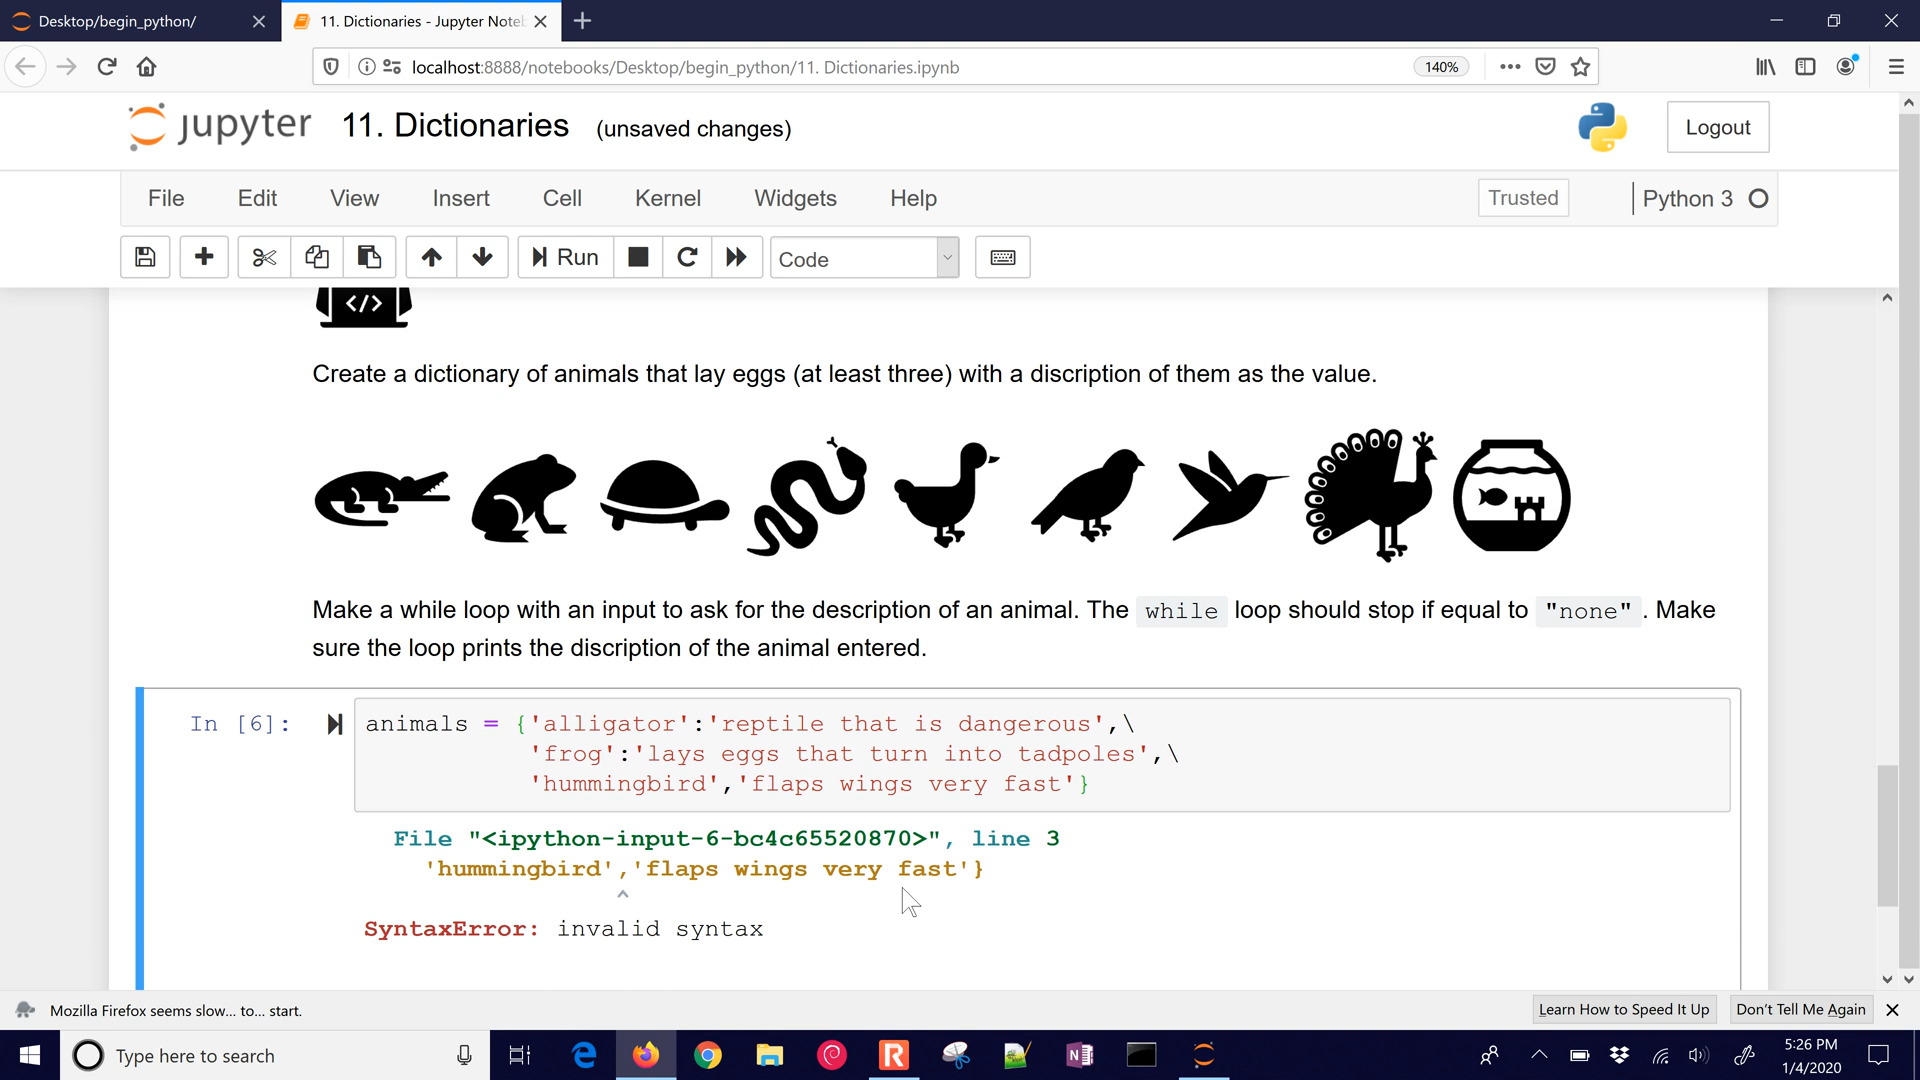 Desktop/begin_python/
11. Dictionaries - Jupyter Note
localhost:8888/notebooks/Desktop/begin_python/11. Dictionaries.ipynb
140%
jupyter 11. Dictionaries (unsaved changes)
Logout
File Edit View Insert Cell Kernel Widgets Help
Trusted
Python 3
Run
Code
</>
Create a dictionary of animals that lay eggs (at least three) with a discription of them as the value.
Make a while loop with an input to ask for the description of an animal. The while loop should stop if equal to "none" . Make
sure the loop prints the discription of the animal entered.
In [6]: animals = {'alligator':'reptile that is dangerous',\
'frog':'lays eggs that turn into tadpoles',\
'hummingbird','flaps wings very fast'}
File "<ipython-input-6-bc4c65520870>", line 3
'hummingbird','flaps wings very fast'}
^
SyntaxError: invalid syntax
Mozilla Firefox seems slow... to... start.
Learn How to Speed It Up
Don't Tell Me Again
Type here to search
5:26 PM
1/4/2020